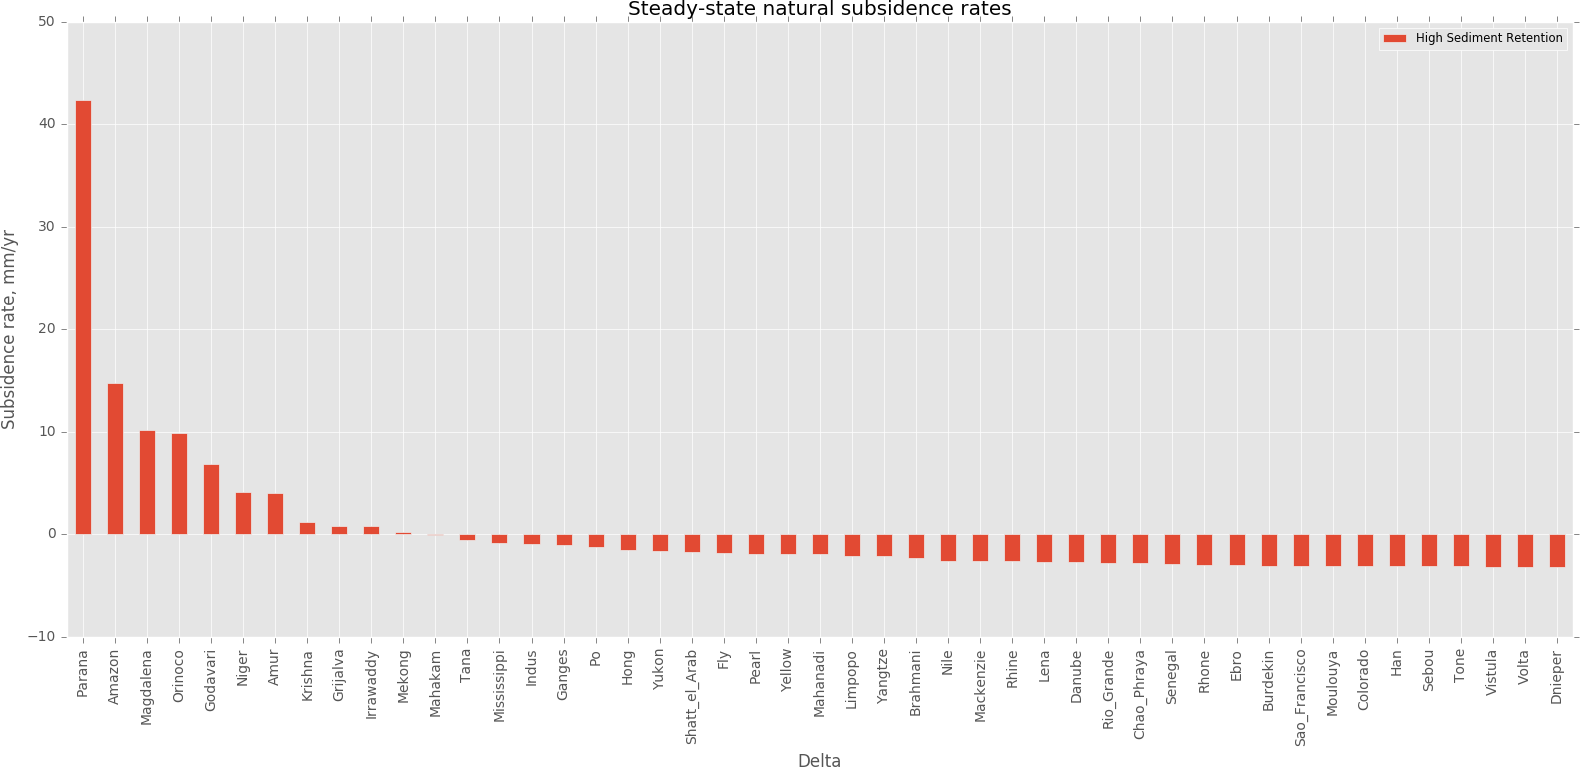 Steady-state natural subsidence rates
High Sediment Retention
50
40
30
20
10
0
−10
Subsidence rate, mm/yr
Parana
Amazon
Magdalena
Orinoco
Godavari
Niger
Amur
Krishna
Grijalva
Irrawaddy
Mekong
Mahakam
Tana
Mississippi
Indus
Ganges
Po
Hong
Yukon
Shatt_el_Arab
Fly
Pearl
Yellow
Mahanadi
Limpopo
Yangtze
Brahmani
Nile
Mackenzie
Rhine
Lena
Danube
Rio_Grande
Chao_Phraya
Senegal
Rhone
Ebro
Burdekin
Sao_Francisco
Moulouya
Colorado
Han
Sebou
Tone
Vistula
Volta
Dnieper
Delta